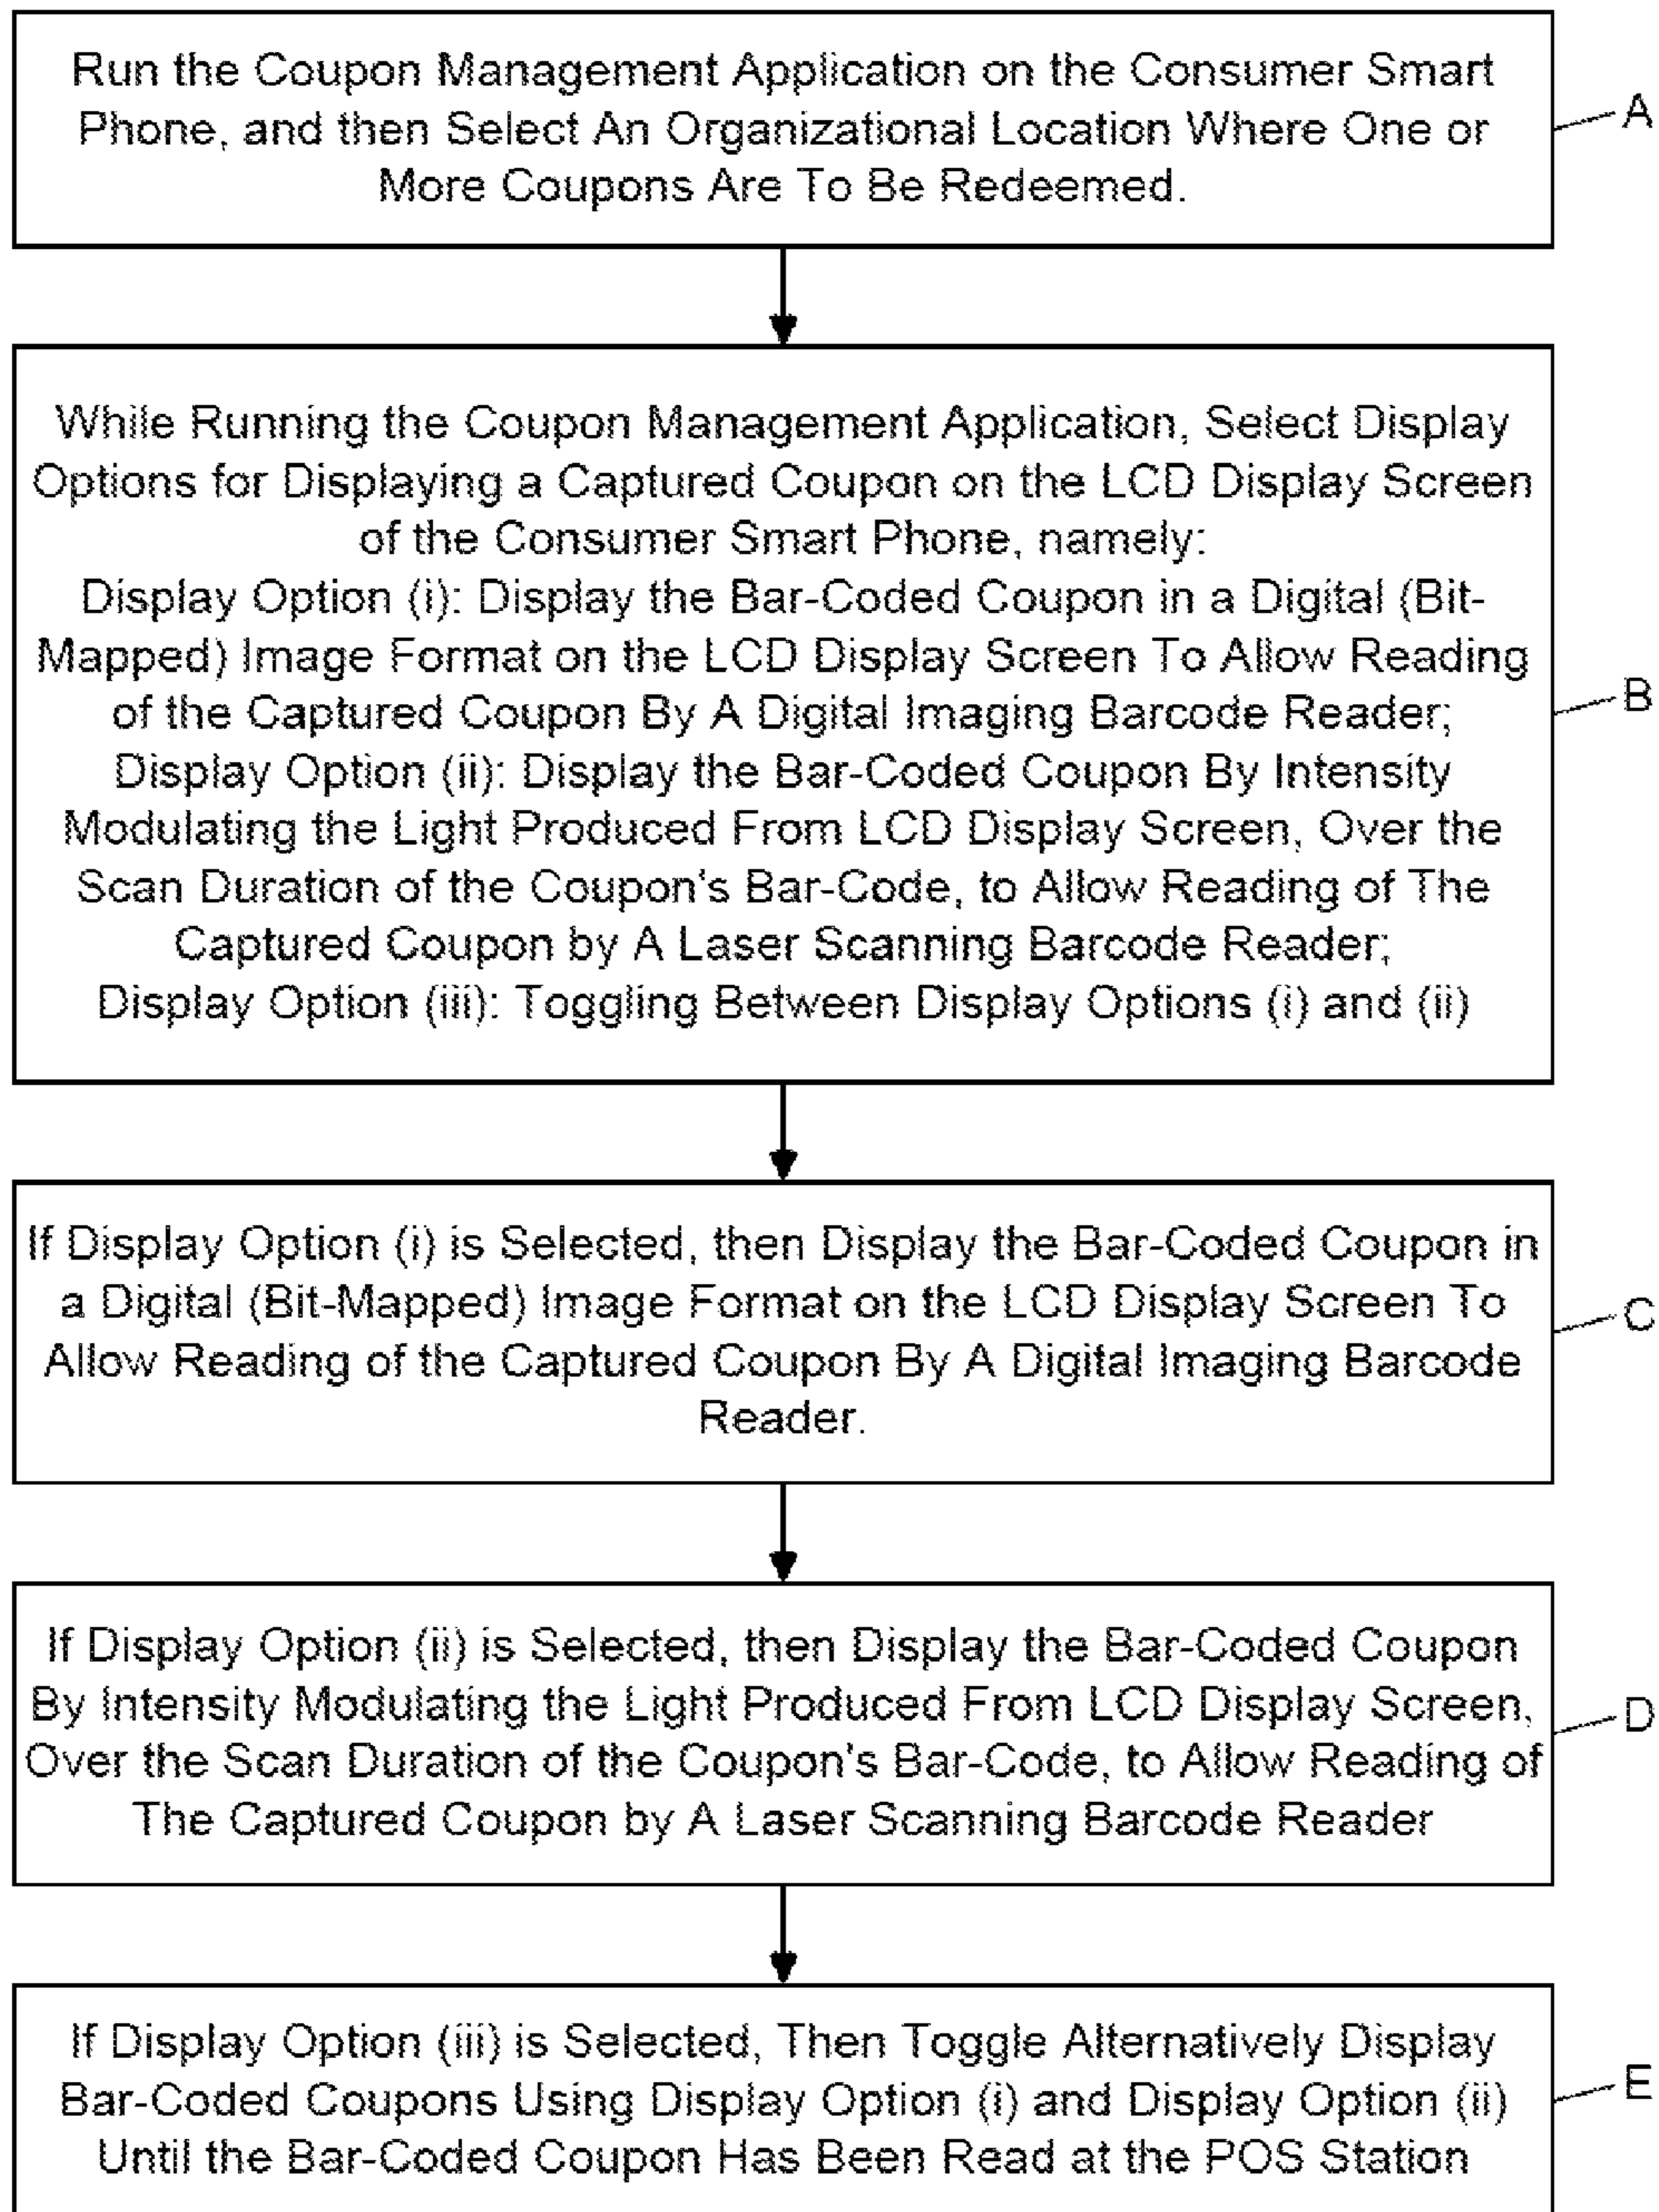 Run the Coupon Management Application on the Consumer Smart
Phone, and then Select An Organizational Location Where One or
More Coupons Are To Be Redeemed.
A
While Running the Coupon Management Application, Select Display
Options for Displaying a Captured Coupon on the LCD Display Screen
of the Consumer Smart Phone, namely:
Display Option (i): Display the Bar-Coded Coupon in a Digital (Bit-
Mapped) Image Format on the LCD Display Screen To Allow Reading
of the Captured Coupon By A Digital Imaging Barcode Reader;
Display Option (ii): Display the Bar-Coded Coupon By Intensity
Modulating the Light Produced From LCD Display Screen, Over the
Scan Duration of the Coupon's Bar-Code, to Allow Reading of The
Captured Coupon by A Laser Scanning Barcode Reader;
Display Option (iii): Toggling Between Display Options (i) and (ii)
B
If Display Option (i) is Selected, then Display the Bar-Coded Coupon in
a Digital (Bit-Mapped) Image Format on the LCD Display Screen To
Allow Reading of the Captured Coupon By A Digital Imaging Barcode
Reader.
C
If Display Option (ii) is Selected, then Display the Bar-Coded Coupon
By Intensity Modulating the Light Produced From LCD Display Screen,
Over the Scan Duration of the Coupon's Bar-Code, to Allow Reading of
The Captured Coupon by A Laser Scanning Barcode Reader
D
If Display Option (iii) is Selected, Then Toggle Alternatively Display
Bar-Coded Coupons Using Display Option (i) and Display Option (ii)
Until the Bar-Coded Coupon Has Been Read at the POS Station
E